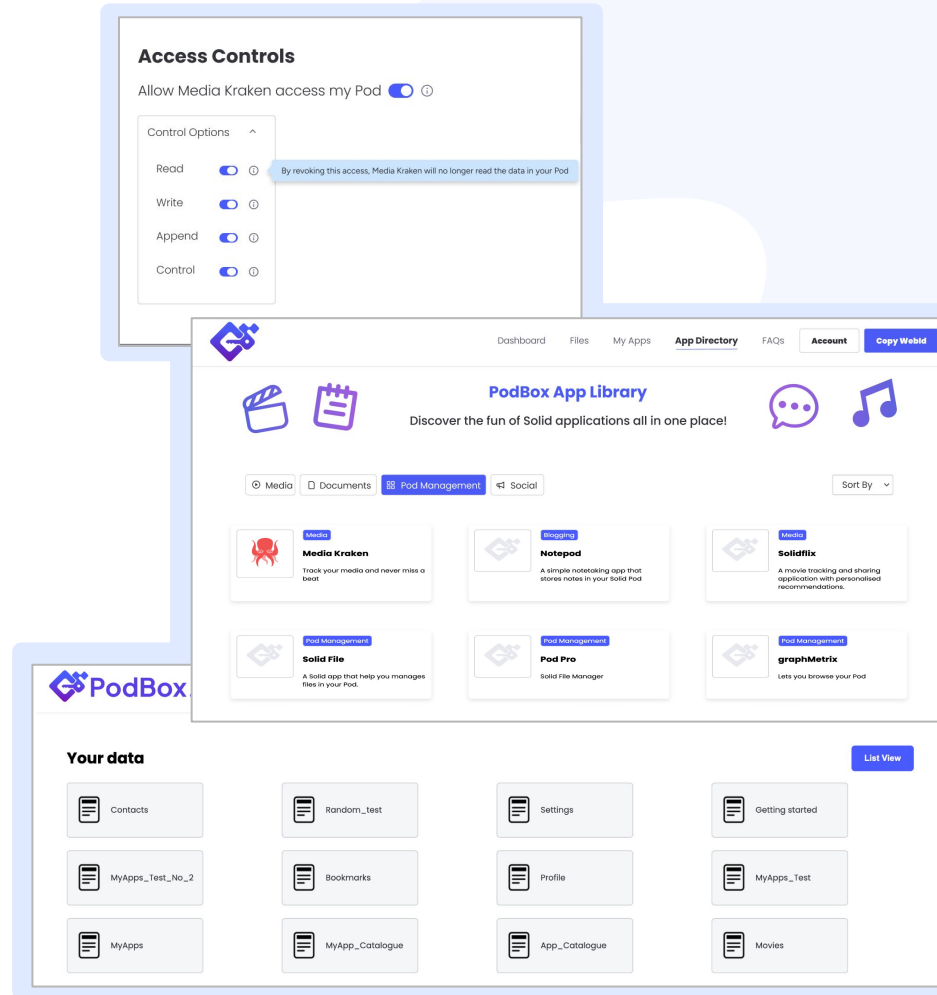 Access Controls
Allow Media Kraken access my Pod
Control Options
Read
By revoking this access, Media Kraken will no longer read the data in your Pod
Write
Append
Control
Dashboard Files My Apps App Directory FAQs Account Copy WebId
PodBox App Library
Discover the fun of Solid applications all in one place!
Media Documents Pod Management Social Sort By
Media
Media Kraken
Track your media and never miss a
beat
Blogging
Notepod
A simple notetaking app that
stores notes in your Solid Pod
Media
Solidflix
A movie tracking and sharing
application with personalised
recommendations.
Pod Management
Solid File
A Solid app that help you manages
files in your Pod.
Pod Management
Pod Pro
Solid File Manager
Pod Management
graphMetrix
Lets you browse your Pod
PodBox
Your data List View
Contacts Random_test Settings Getting started
MyApps_Test_No_2 Bookmarks Profile MyApps_Test
MyApps MyApp_Catalogue App_Catalogue Movies